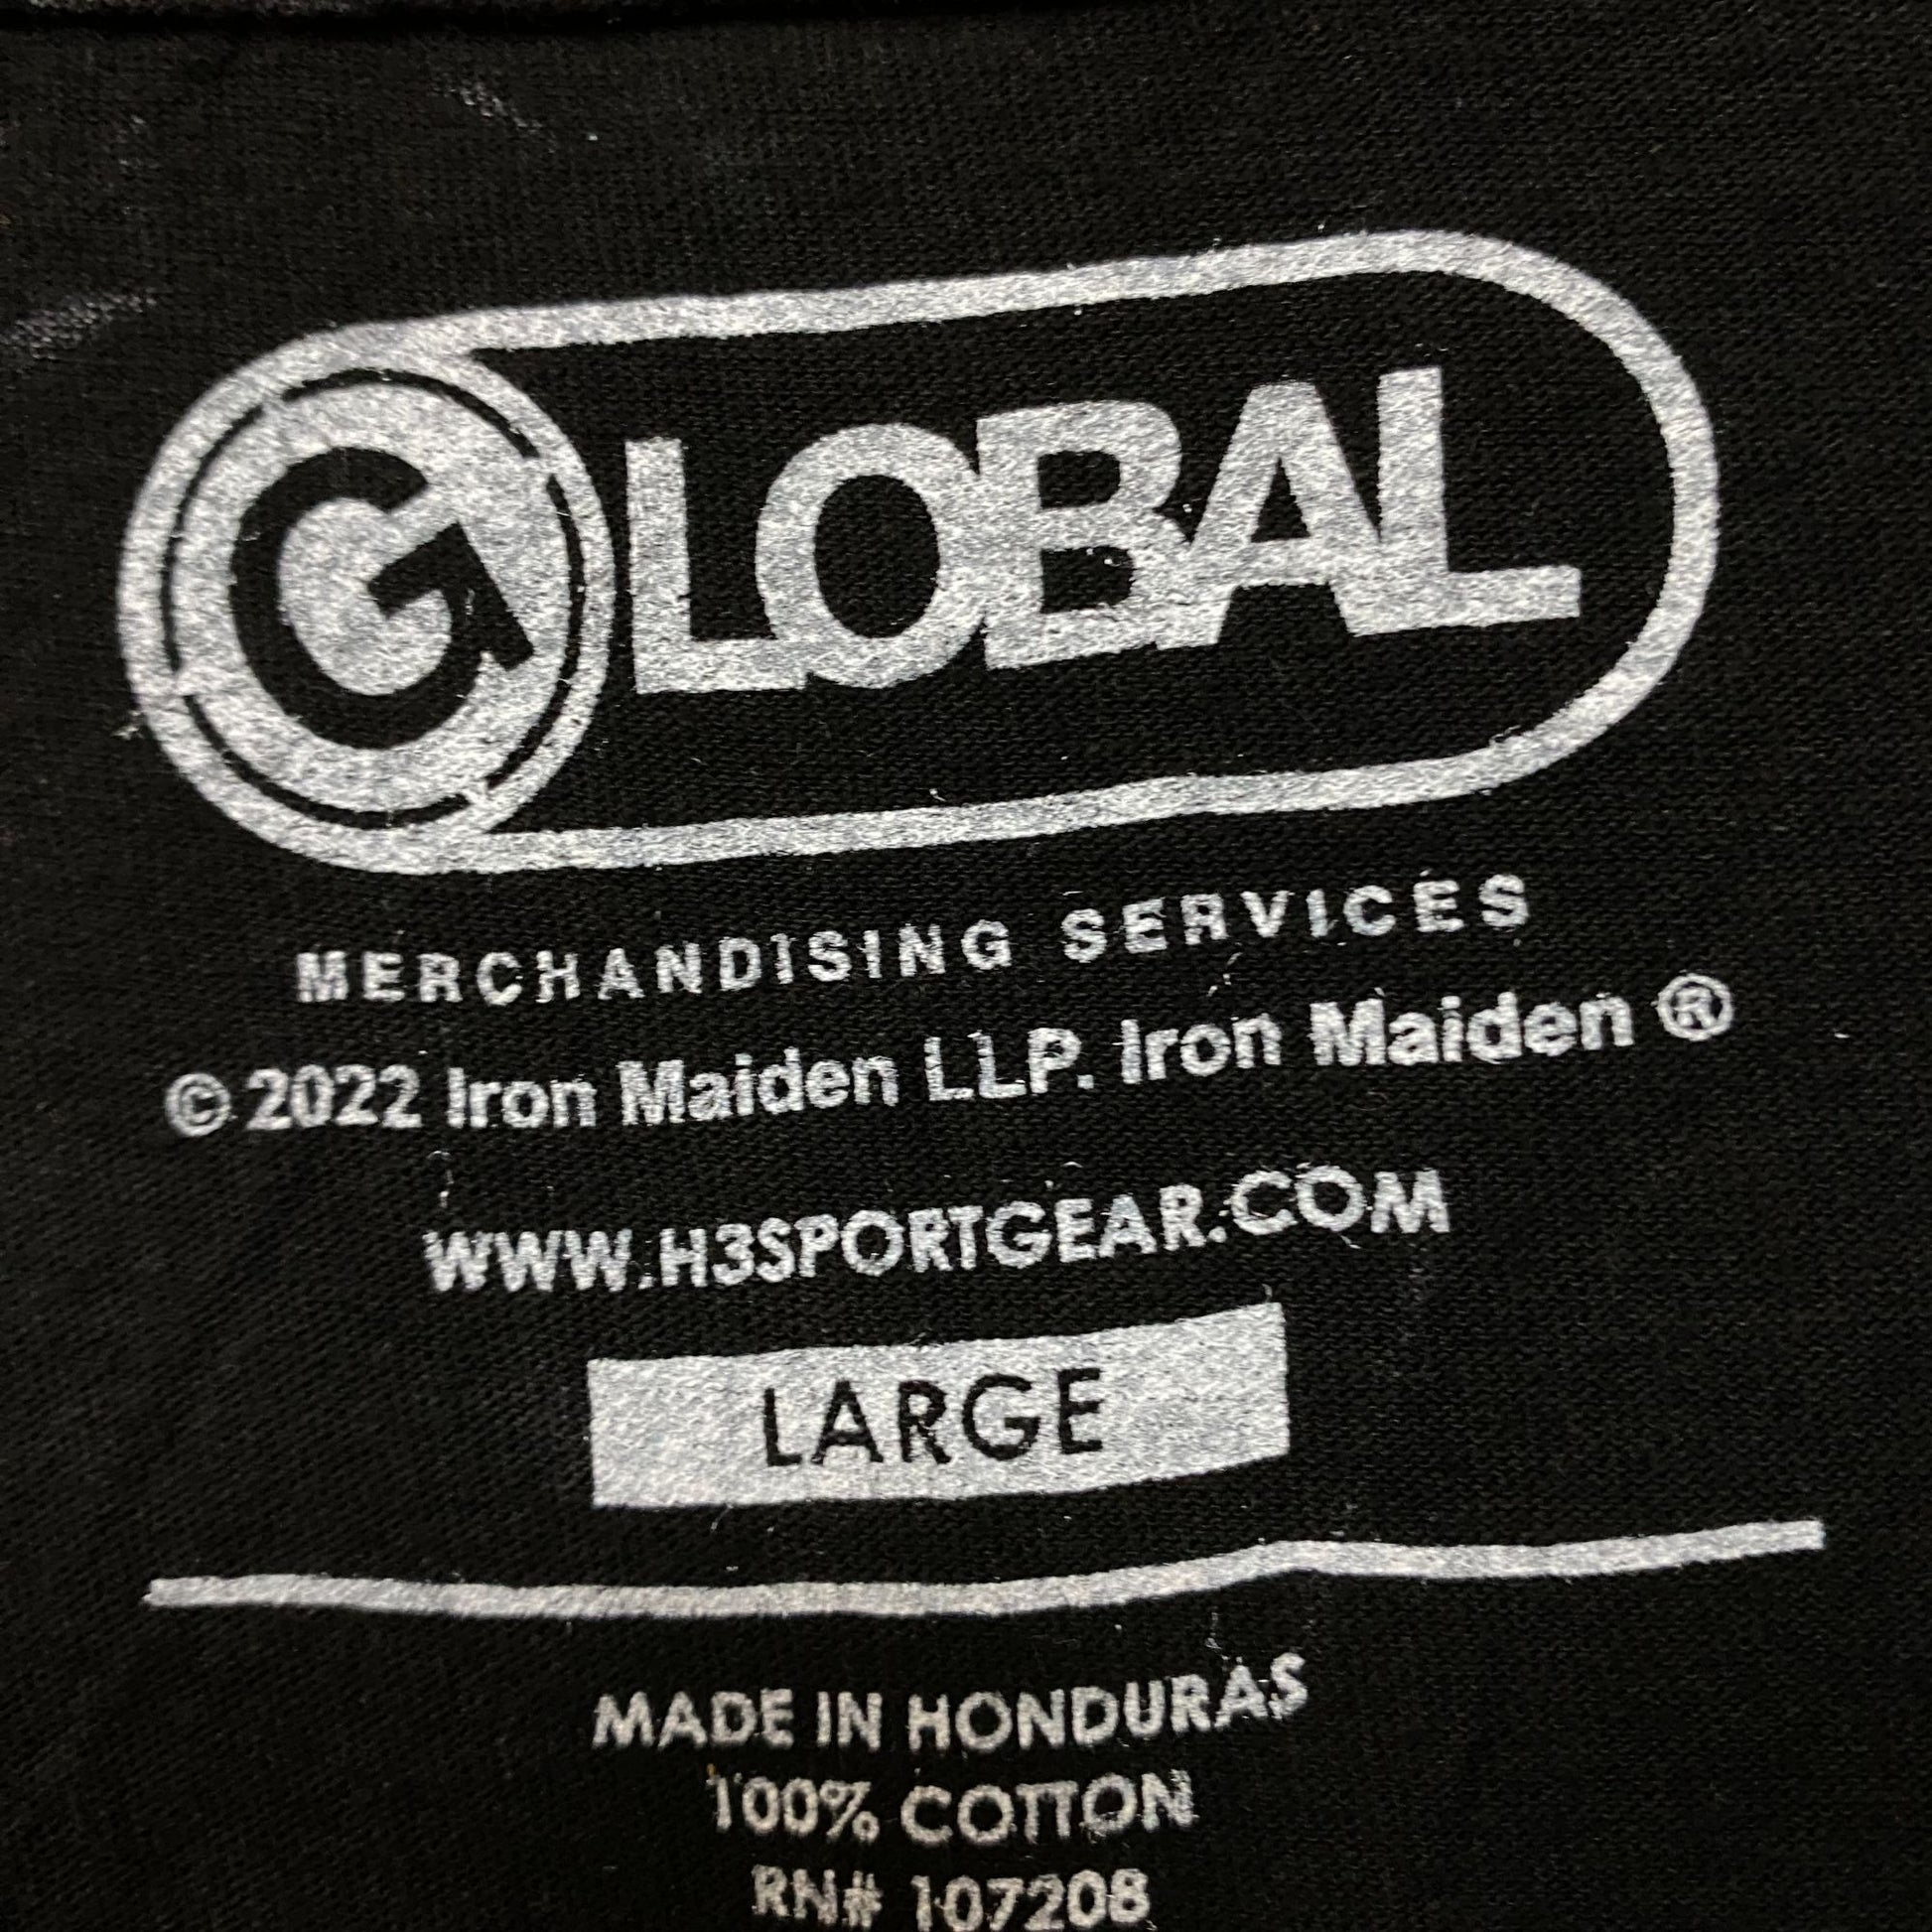 GLOBAL
MERCHANDISING SERVICES
© 2022 Iron Maiden LLP. Iron Maiden ®
WWW.H3SPORTGEAR.COM
LARGE
MADE IN HONDURAS
100% COTTON
RN# 107208